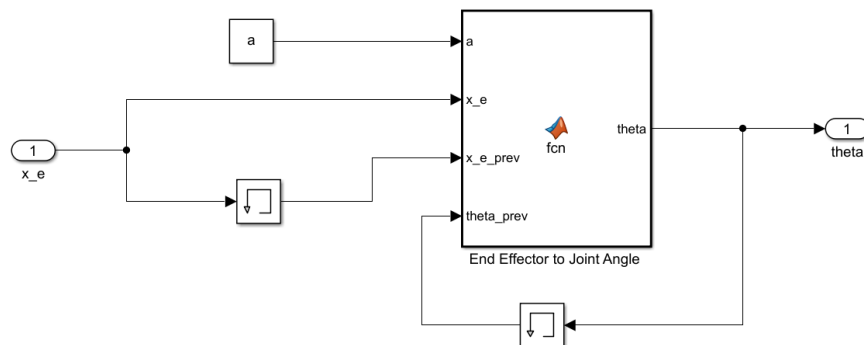 a
a
x_e
theta
fcn
1
x_e
x_e_prev
theta_prev
1
theta
End Effector to Joint Angle